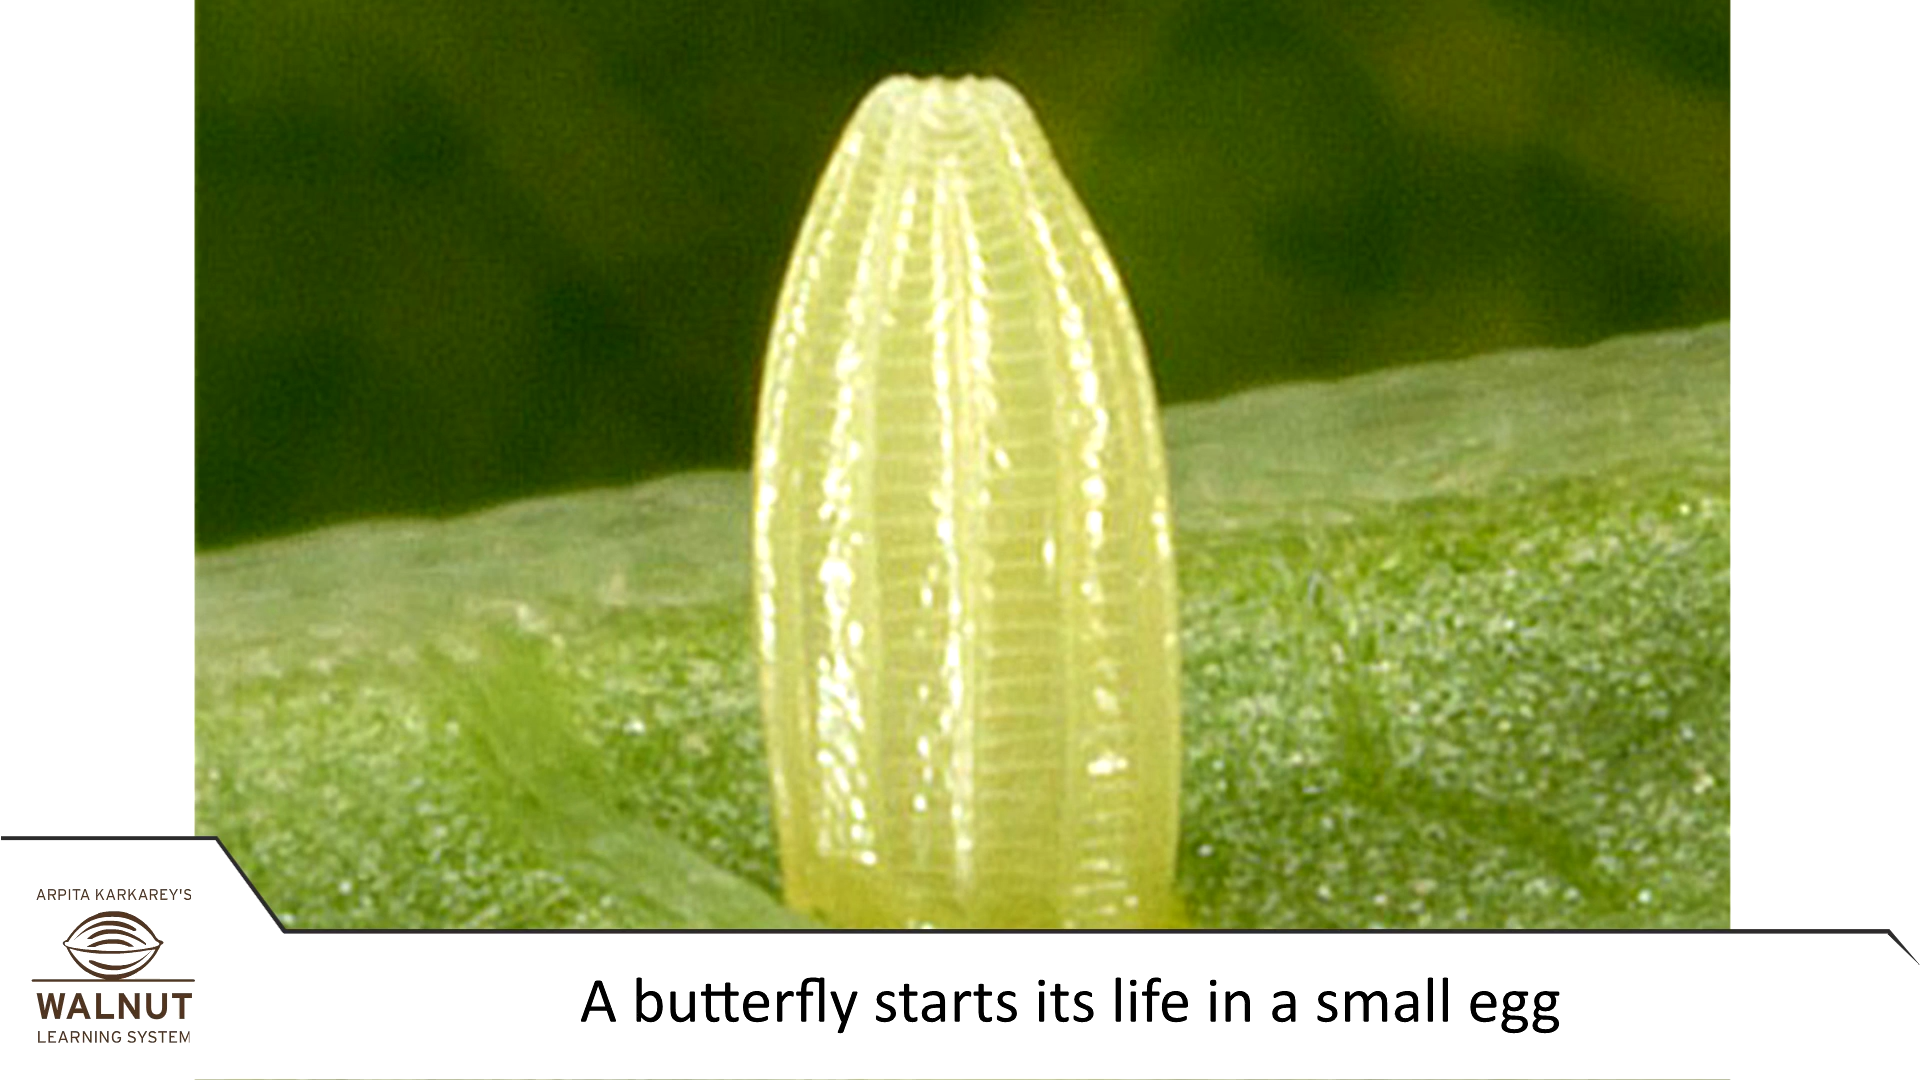 ARPITA KARKAREY'S
WALNUT
LEARNING SYSTEM
A butterfly starts its life in a small egg